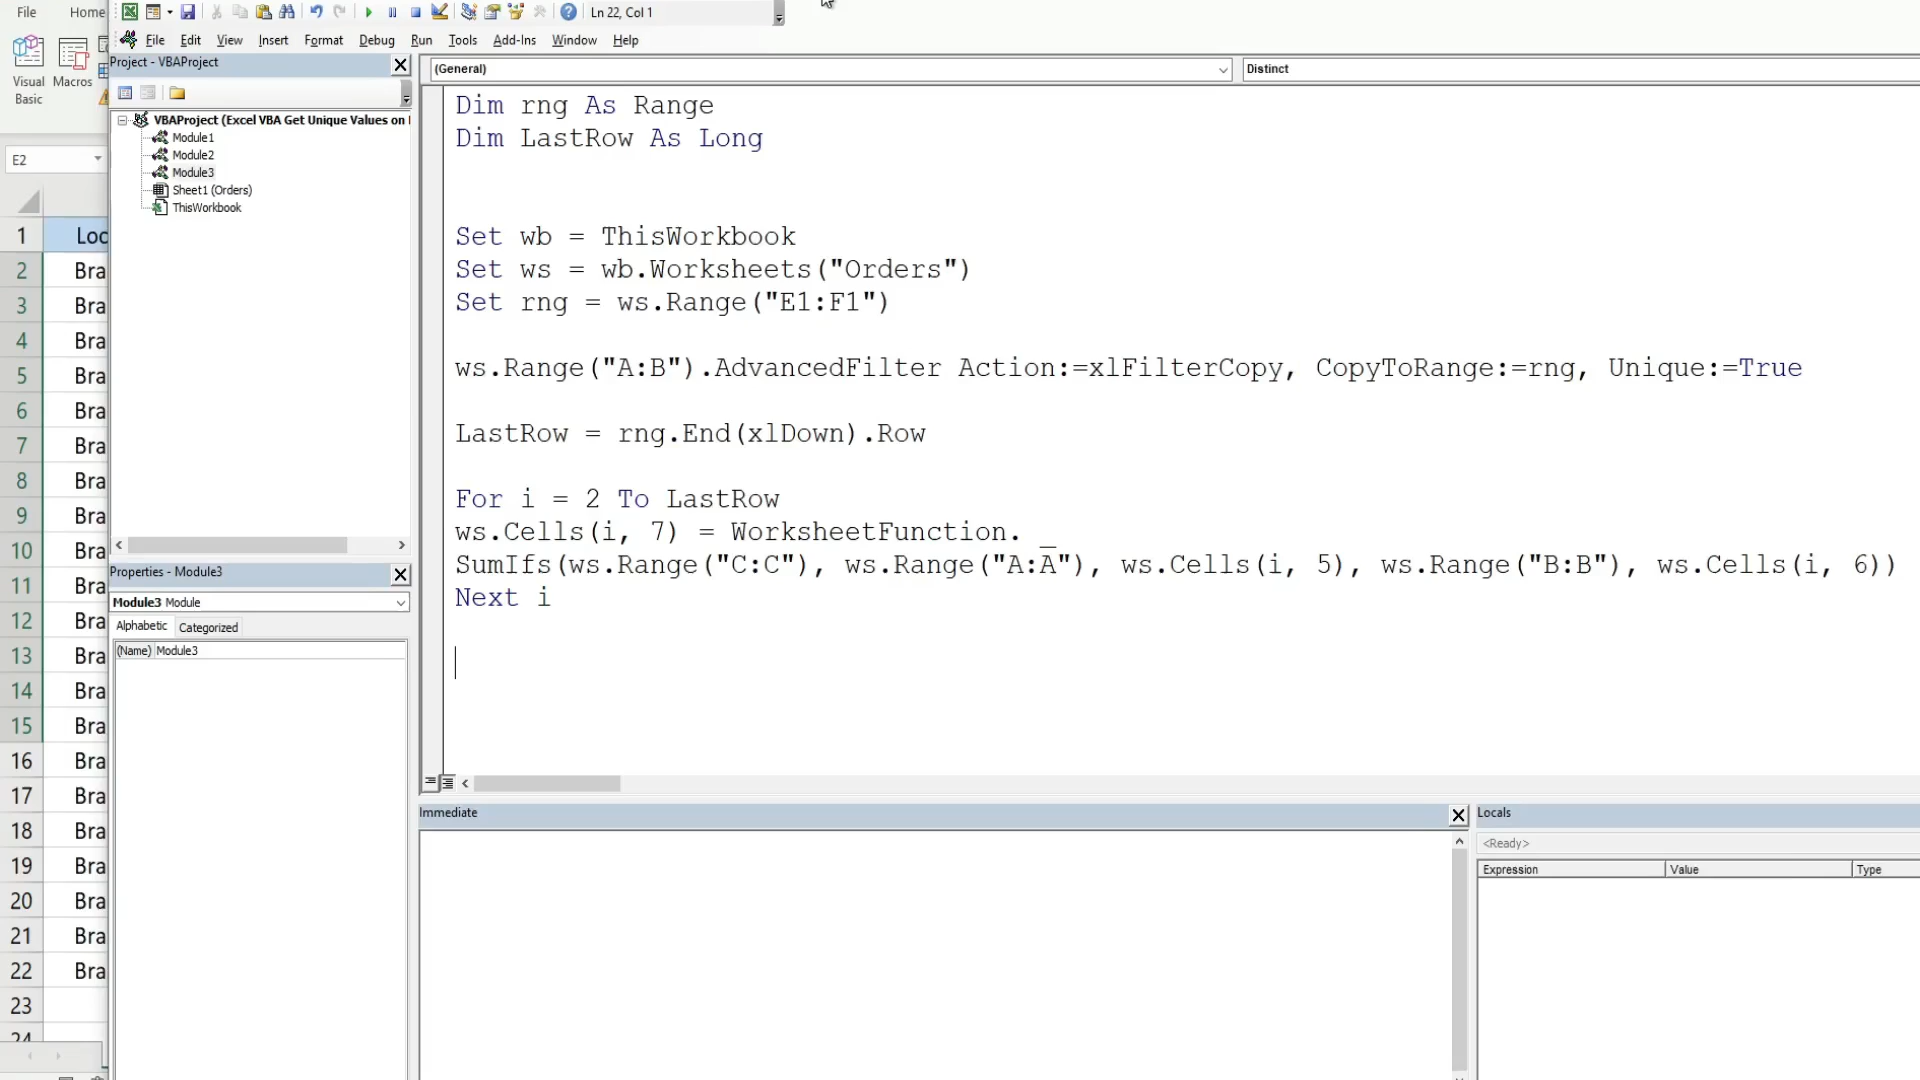 File Home
Visual Basic
Macros
E2
Ln 22, Col 1
File Edit View Insert Format Debug Run Tools Add-Ins Window Help
Project - VBAProject
VBAProject (Excel VBA Get Unique Values on
Module1
Module2
Module3
Sheet1 (Orders)
ThisWorkbook
Properties - Module3
Module3 Module
Alphabetic Categorized
(Name) Module3
(General) Distinct
Dim rng As Range
Dim LastRow As Long
Set wb = ThisWorkbook
Set ws = wb.Worksheets("Orders")
Set rng = ws.Range("E1:F1")
ws.Range("A:B").AdvancedFilter Action:=xlFilterCopy, CopyToRange:=rng, Unique:=True
LastRow = rng.End(xlDown).Row
For i = 2 To LastRow
ws.Cells(i, 7) = WorksheetFunction. _
SumIfs(ws.Range("C:C"), ws.Range("A:A"), ws.Cells(i, 5), ws.Range("B:B"), ws.Cells(i, 6))
Next i
Immediate
Locals
<Ready>
Expression Value Type
1 Loc
2 Bra
3 Bra
4 Bra
5 Bra
6 Bra
7 Bra
8 Bra
9 Bra
10 Bra
11 Bra
12 Bra
13 Bra
14 Bra
15 Bra
16 Bra
17 Bra
18 Bra
19 Bra
20 Bra
21 Bra
22 Bra
23
24